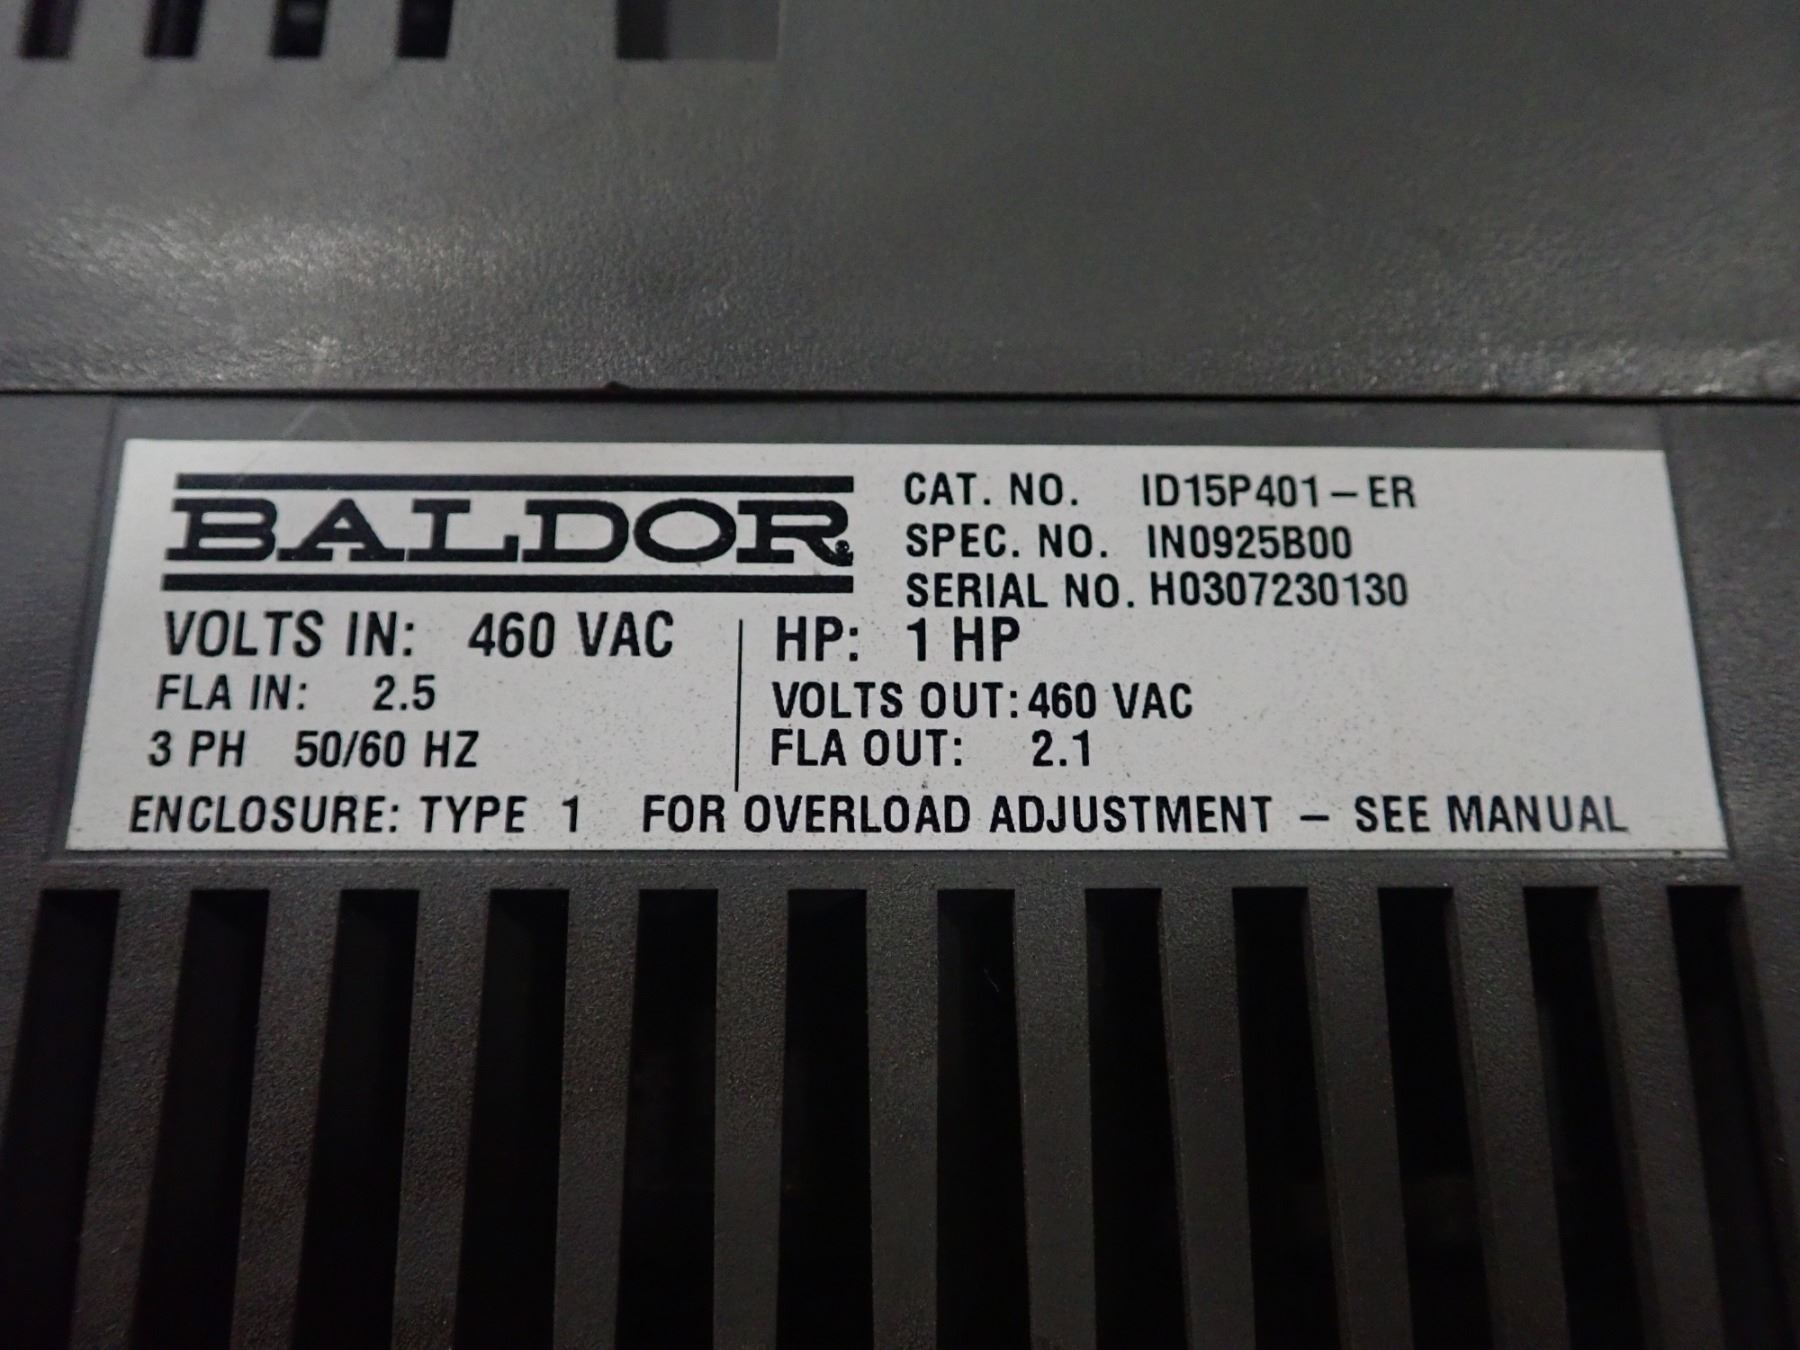 BALDOR®
CAT. NO. ID15P401-ER
SPEC. NO. IN0925B00
SERIAL NO. H0307230130
VOLTS IN: 460 VAC
FLA IN: 2.5
3 PH 50/60 HZ
HP: 1 HP
VOLTS OUT: 460 VAC
FLA OUT: 2.1
ENCLOSURE: TYPE 1 FOR OVERLOAD ADJUSTMENT – SEE MANUAL